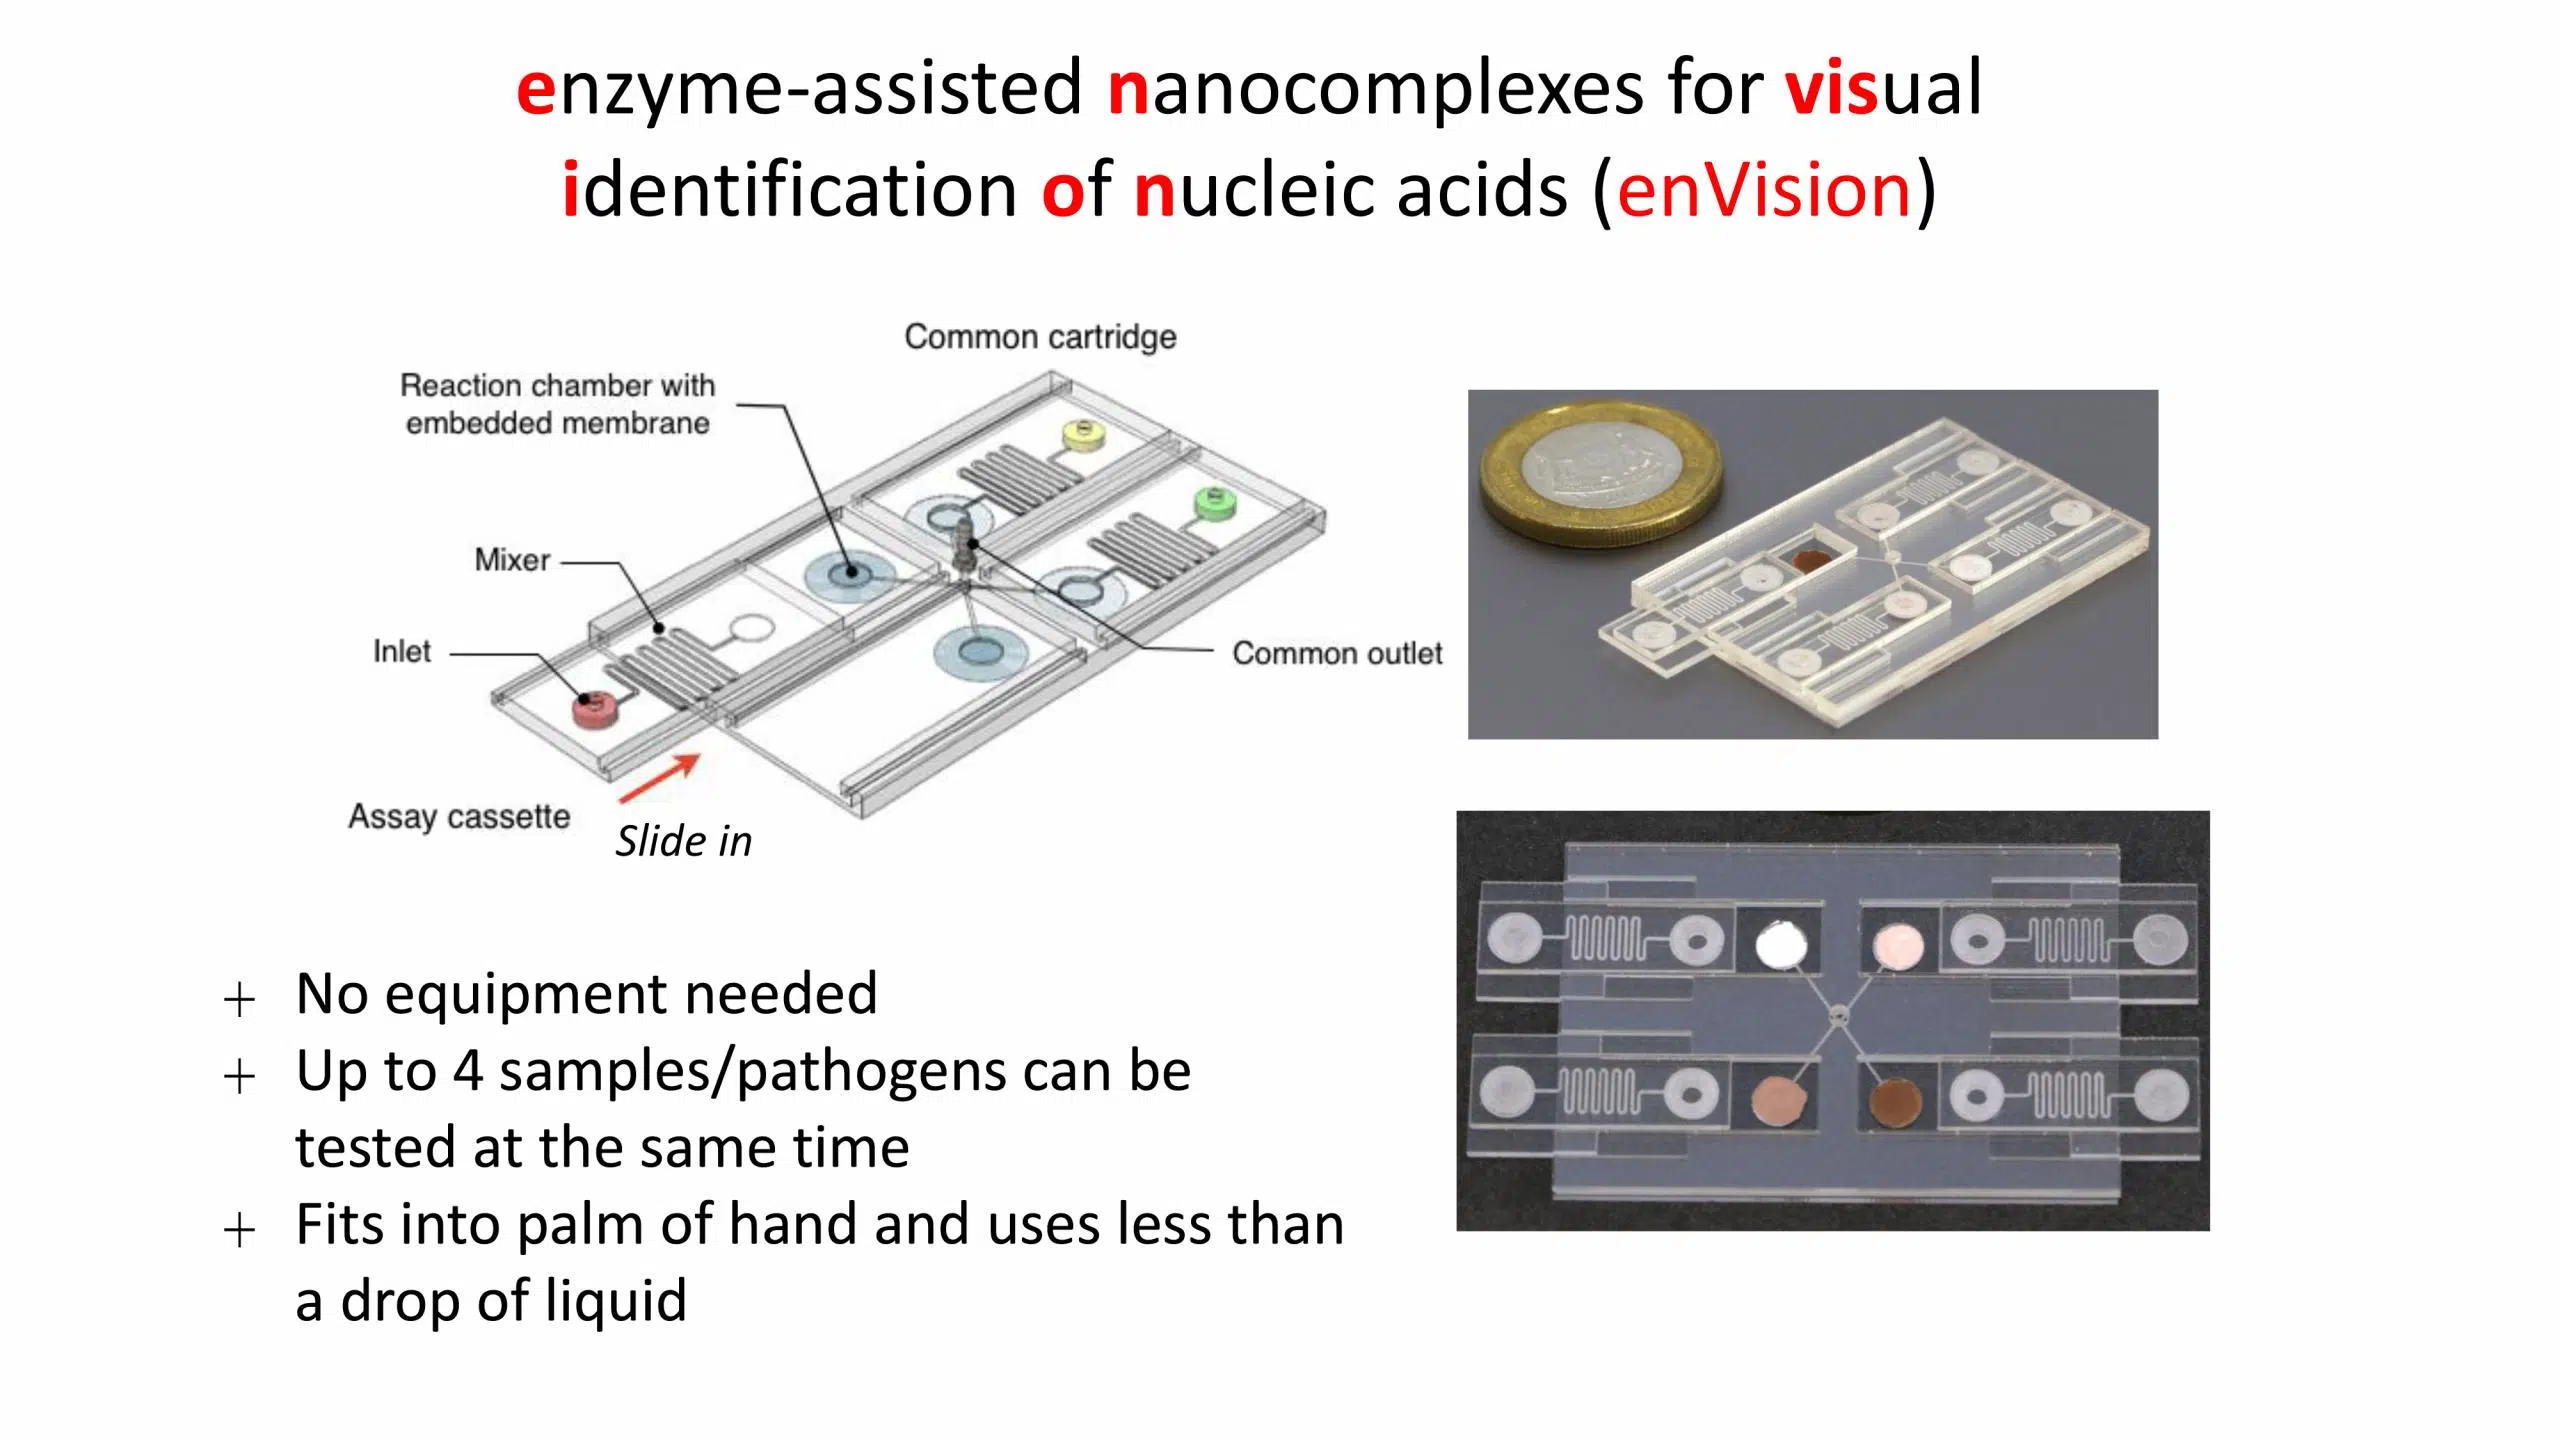 enzyme-assisted nanocomplexes for visual
identification of nucleic acids (enVision)
Common cartridge
Reaction chamber with
embedded membrane
Mixer
Inlet
Common outlet
Assay cassette
Slide in
+ No equipment needed
+ Up to 4 samples/pathogens can be
tested at the same time
+ Fits into palm of hand and uses less than
a drop of liquid